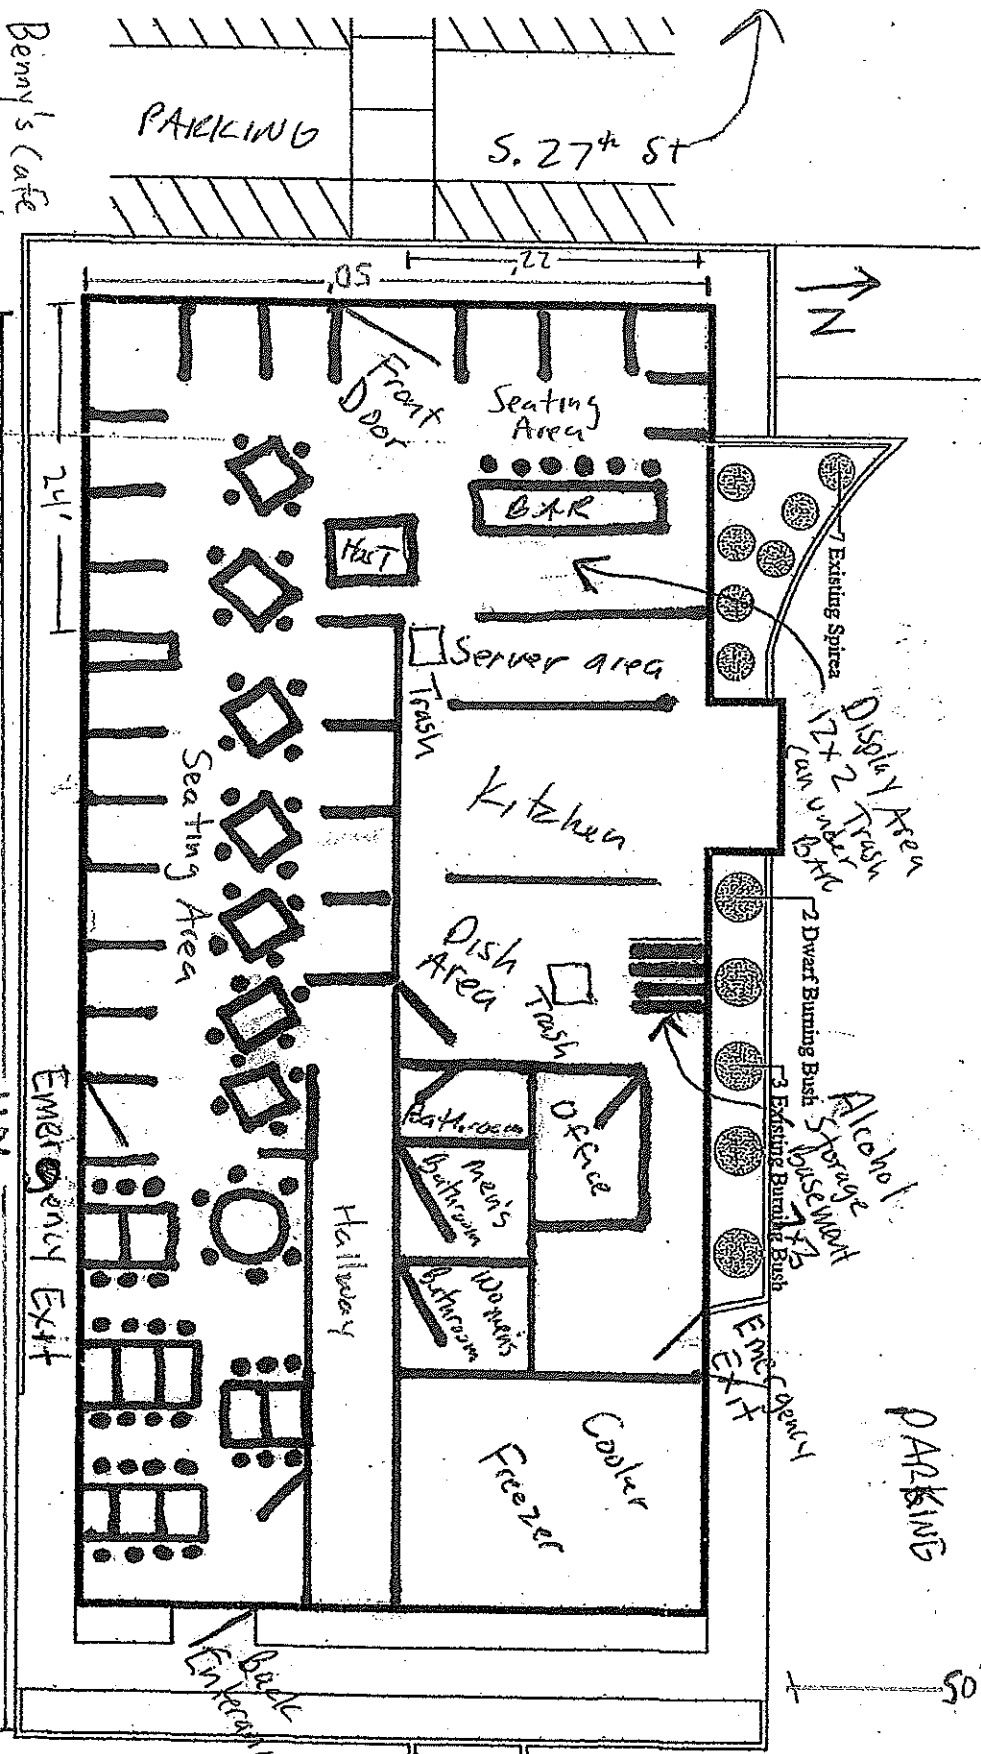 Benny's Cafe
PARKING
S. 27th St
N
22'
50'
24'
Front
Door
Seating
Area
BAR
HOST
Server area
Trash
Kitchen
Dish
Area
Trash
Seating Area
Bathroom
Men's
Bathroom
Women's
Bathroom
Office
Hallway
Cooler
Freezer
Emergency Exit
Emergency
Exit
Back
7 Existing Spirea
Display Area
12x2 Trash
can under
BAR
2 Dwarf Burning Bush
3 Existing Burning Bush
Alcohol
Storage
Basement
PARKING
50'